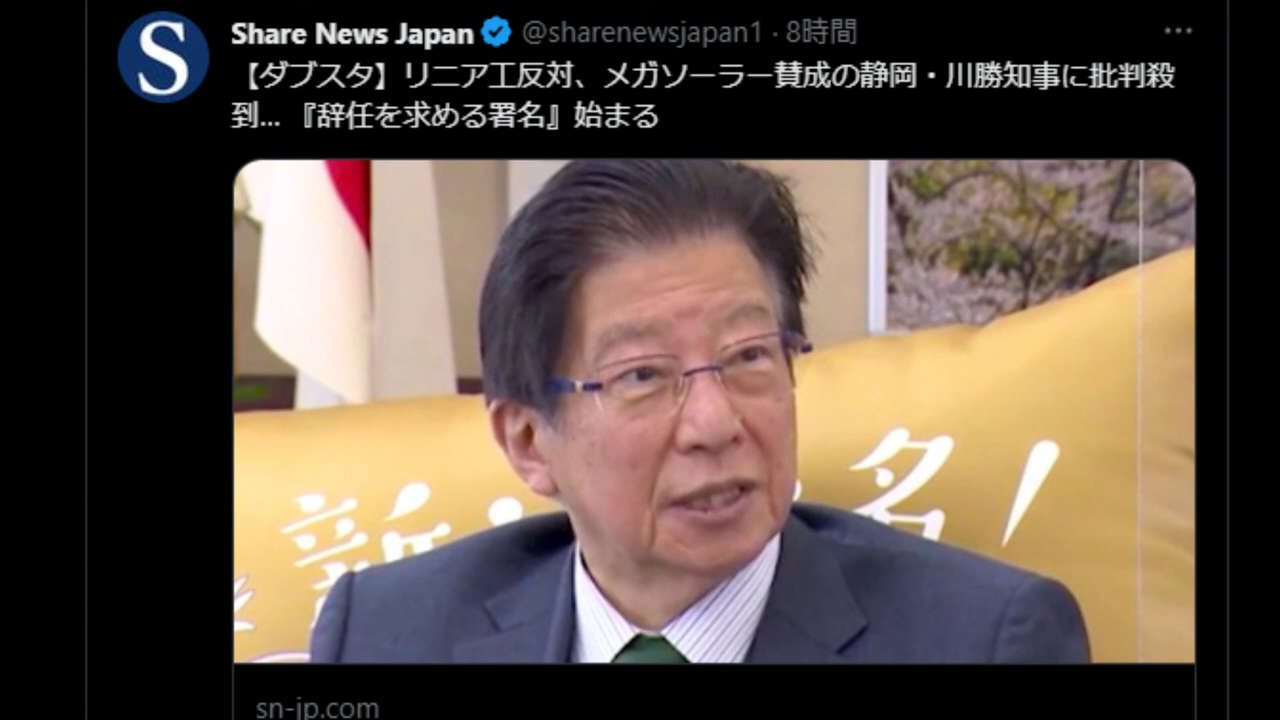 S
Share News Japan @sharenewsjapan1 · 8時間
【ダブスタ】リニア工反対、メガソーラー賛成の静岡・川勝知事に批判殺
到... 『辞任を求める署名』始まる
新
名!
sn-jp.com